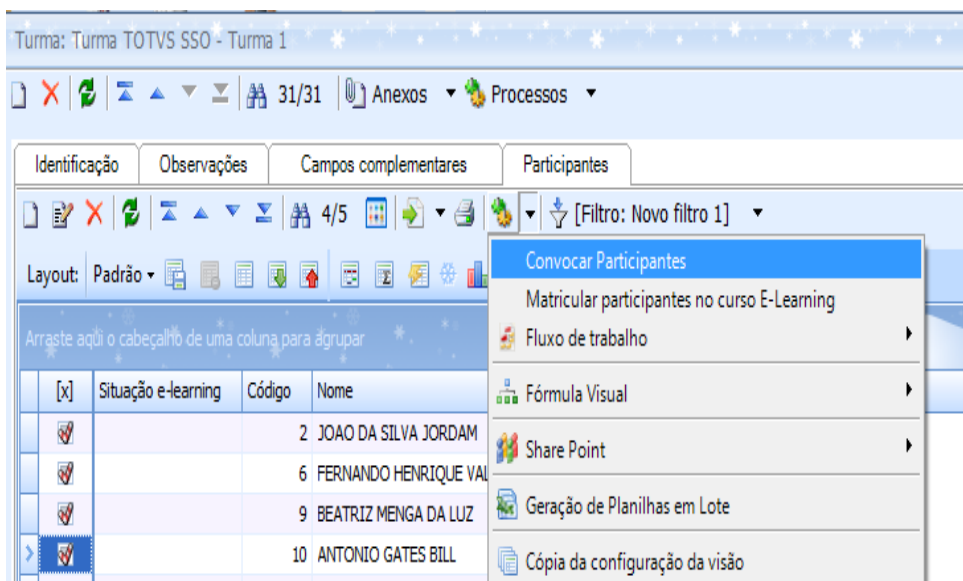 Turma: Turma TOTVS SSO - Turma 1
31/31 Anexos Processos
Identificação Observações Campos complementares Participantes
4/5 [Filtro: Novo filtro 1]
Layout: Padrão
Arraste aqui o cabeçalho de uma coluna para agrupar
[x] Situação e-learning Código Nome
2 JOAO DA SILVA JORDAM
6 FERNANDO HENRIQUE VAL
9 BEATRIZ MENGA DA LUZ
10 ANTONIO GATES BILL
Convocar Participantes
Matricular participantes no curso E-Learning
Fluxo de trabalho
Fórmula Visual
Share Point
Geração de Planilhas em Lote
Cópia da configuração da visão